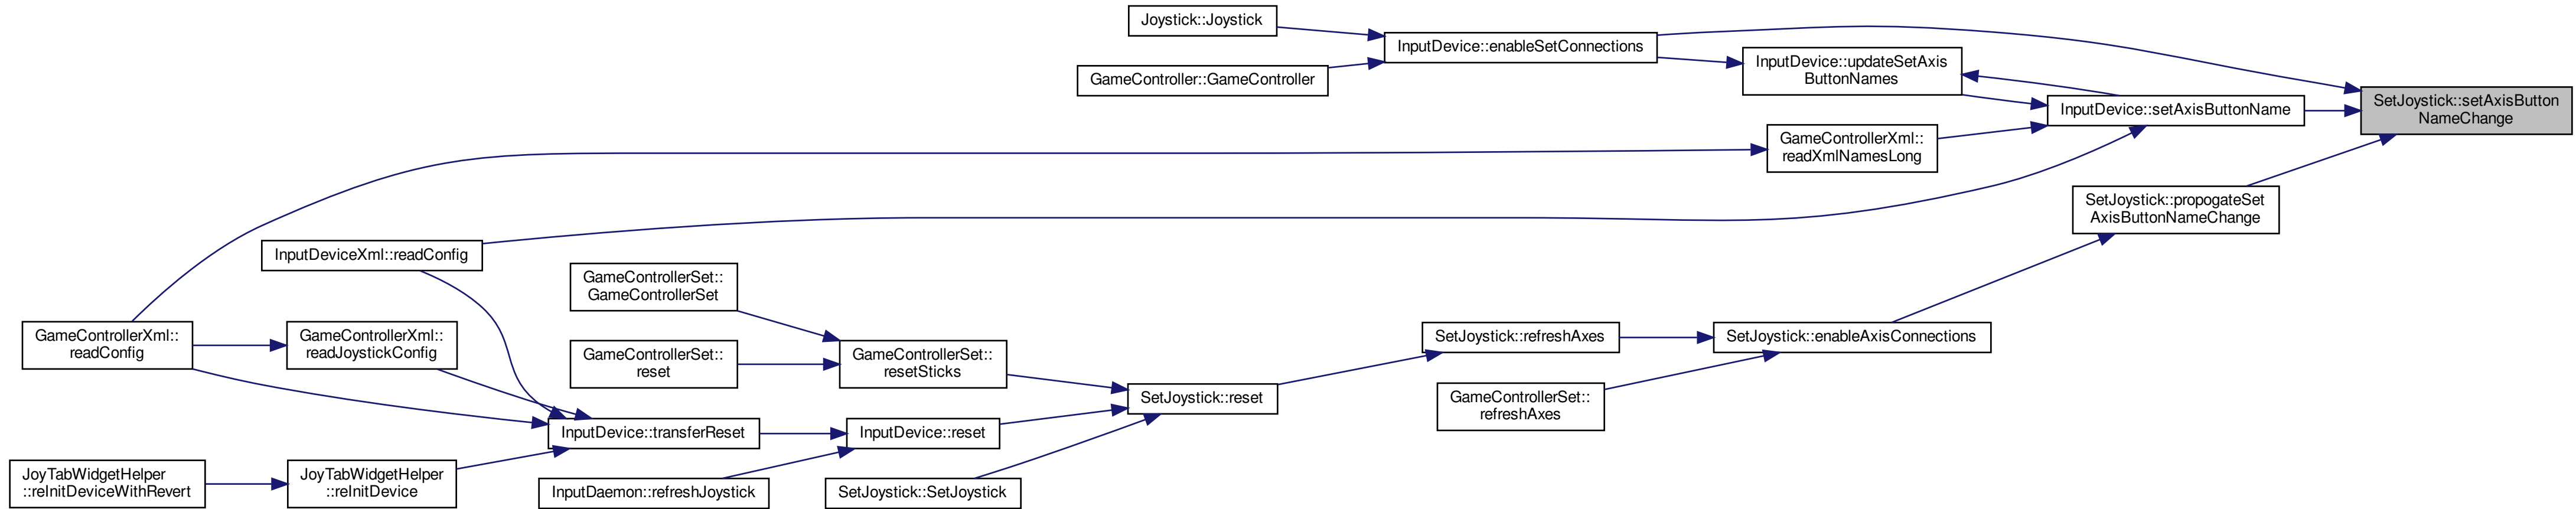 Joystick::Joystick
InputDevice::enableSetConnections
GameController::GameController
InputDevice::updateSetAxis
ButtonNames
InputDevice::setAxisButtonName
SetJoystick::setAxisButton
NameChange
GameControllerXml::
readXmlNamesLong
SetJoystick::propogateSet
AxisButtonNameChange
InputDeviceXml::readConfig
GameControllerSet::
GameControllerSet
GameControllerXml::
readConfig
GameControllerXml::
readJoystickConfig
GameControllerSet::
reset
GameControllerSet::
resetSticks
SetJoystick::refreshAxes
SetJoystick::enableAxisConnections
SetJoystick::reset
GameControllerSet::
refreshAxes
InputDevice::transferReset
InputDevice::reset
JoyTabWidgetHelper
::reInitDeviceWithRevert
JoyTabWidgetHelper
::reInitDevice
InputDaemon::refreshJoystick
SetJoystick::SetJoystick